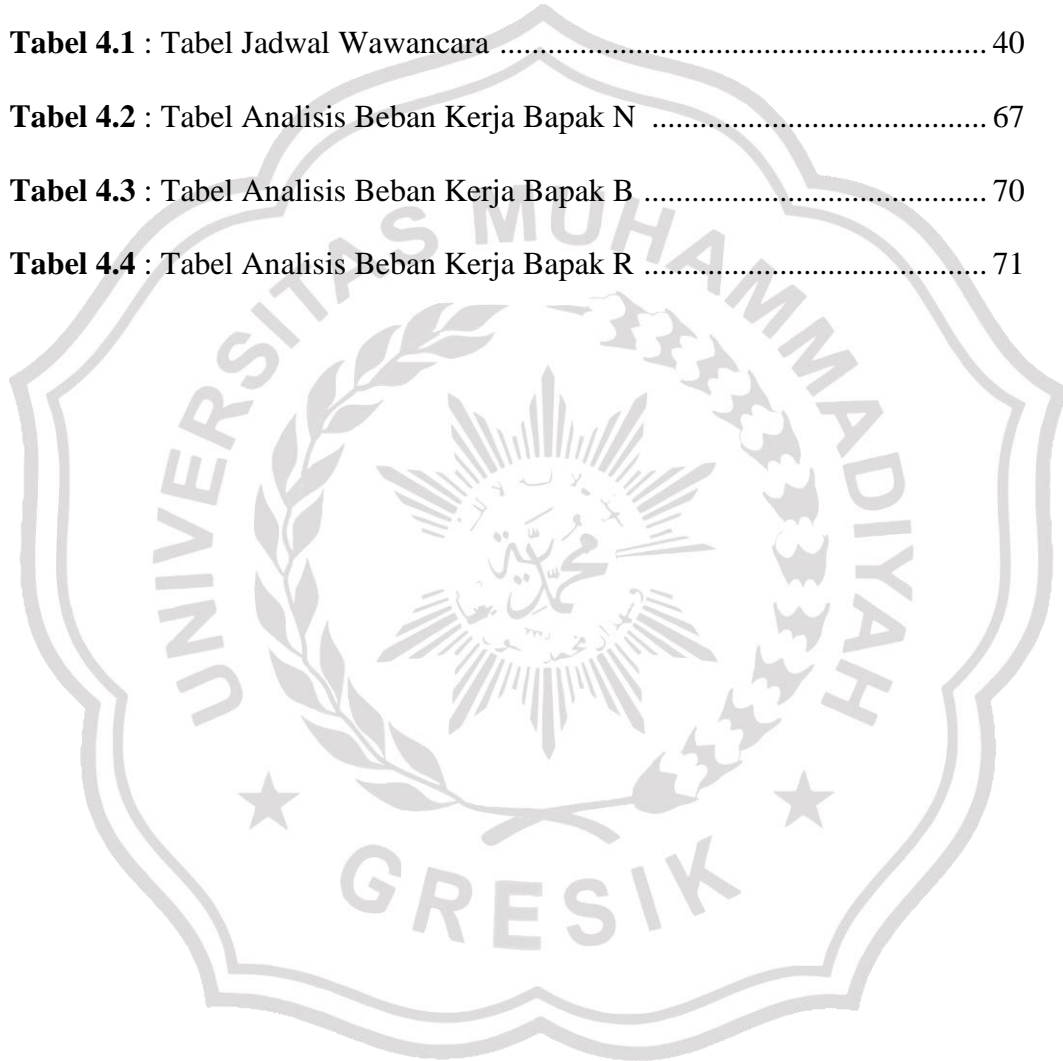 Tabel 4.1 : Tabel Jadwal Wawancara ................................................................ 40
Tabel 4.2 : Tabel Analisis Beban Kerja Bapak N ............................................ 67
Tabel 4.3 : Tabel Analisis Beban Kerja Bapak B ............................................. 70
Tabel 4.4 : Tabel Analisis Beban Kerja Bapak R ............................................. 71
UNIVERSITAS MUHAMMADIYAH
محمد
GRESIK